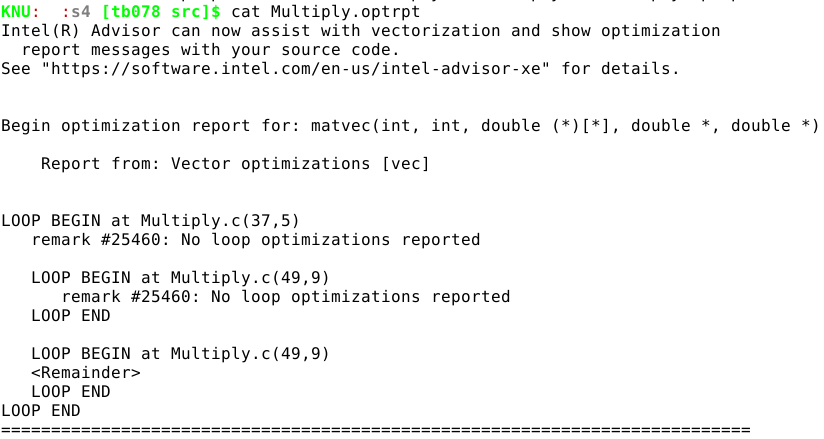 KNU:  :s4 [tb078 src]$ cat Multiply.optrpt
Intel(R) Advisor can now assist with vectorization and show optimization
  report messages with your source code.
See "https://software.intel.com/en-us/intel-advisor-xe" for details.
Begin optimization report for: matvec(int, int, double (*)[*], double *, double *)
    Report from: Vector optimizations [vec]
LOOP BEGIN at Multiply.c(37,5)
   remark #25460: No loop optimizations reported
   LOOP BEGIN at Multiply.c(49,9)
      remark #25460: No loop optimizations reported
   LOOP END
   LOOP BEGIN at Multiply.c(49,9)
   <Remainder>
   LOOP END
LOOP END
===========================================================================